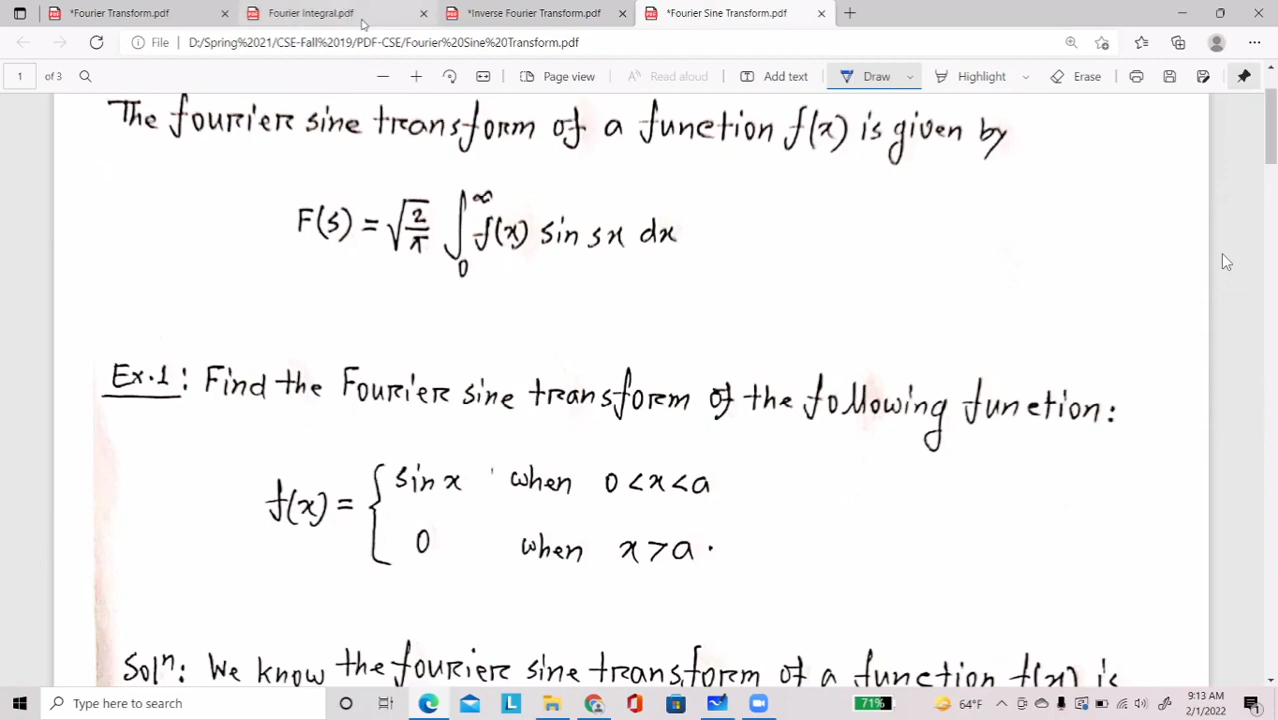 *Fourier Transform.pdf
Fourier Integral.pdf
*Inverse Fourier Transform.pdf
*Fourier Sine Transform.pdf
File
D:/Spring%2021/CSE-Fall%2019/PDF-CSE/Fourier%20Sine%20Transform.pdf
1 of 3
Page view
Read aloud
Add text
Draw
Highlight
Erase
The fourier sine transform of a function f(x) is given by
F(s) = √(2/π) ∫₀^∞ f(x) sin sx dx
Ex.1: Find the Fourier sine transform of the following function:
f(x) = { sin x when 0 < x < a
0 when x > a .
Solⁿ: We know the fourier sine transform of a function f(x) is
Type here to search
L
71%
64°F
9:13 AM
2/1/2022
1